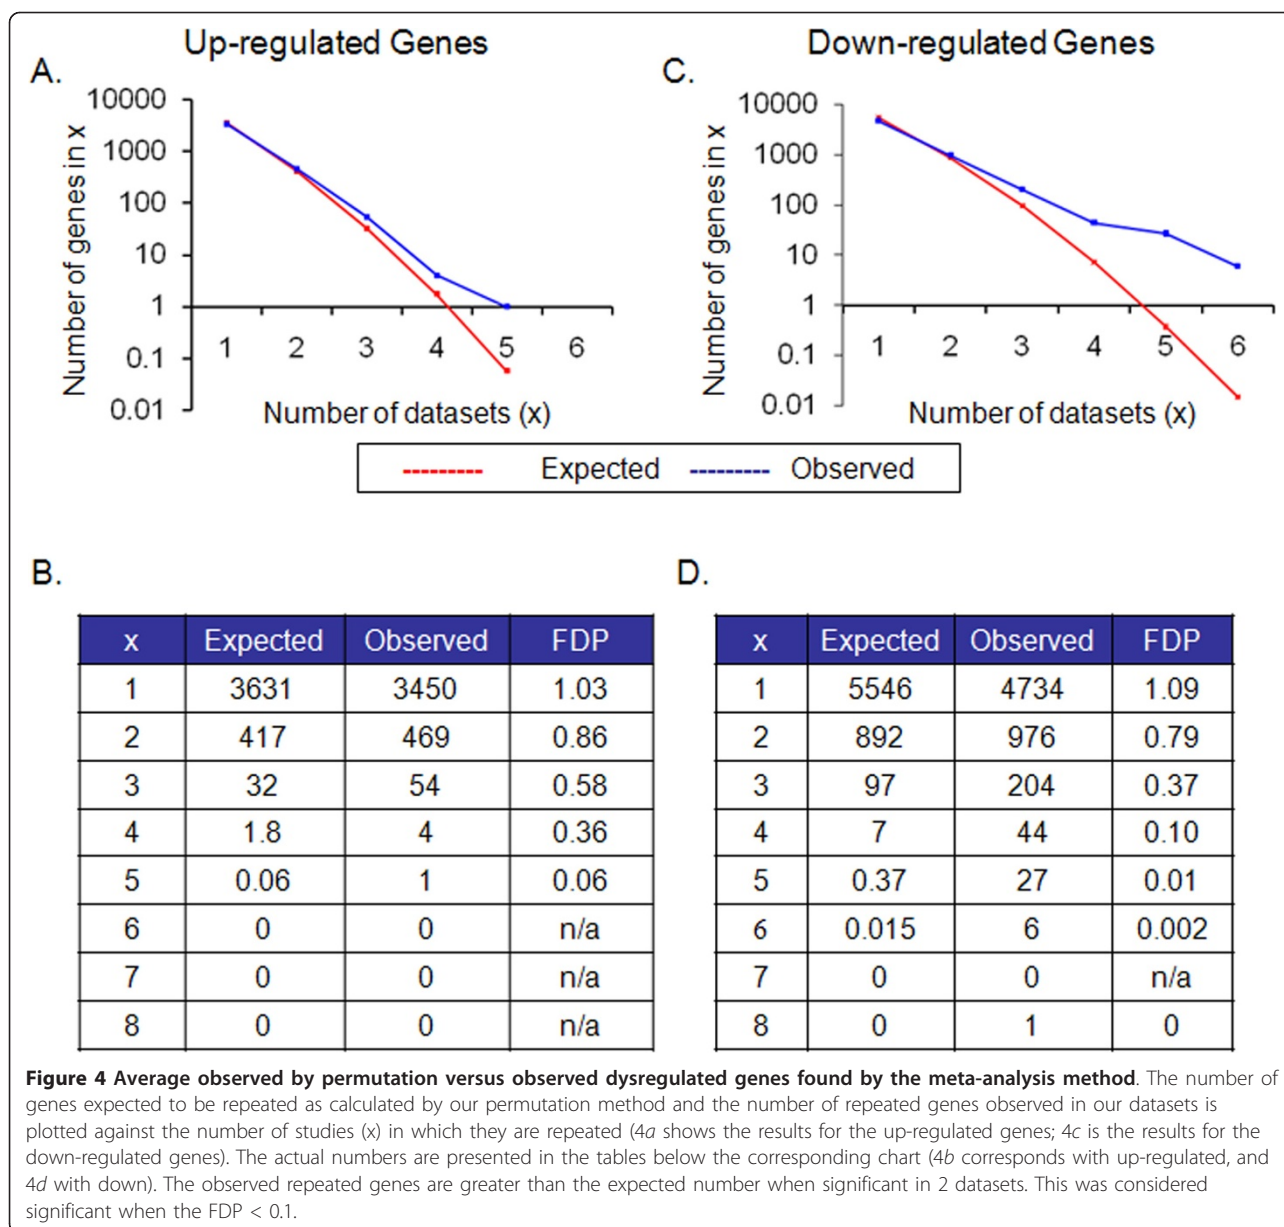 Up-regulated Genes
A.
Number of genes in x
10000
1000
100
10
1
0.1
0.01
1 2 3 4 5 6
Number of datasets (x)
Down-regulated Genes
C.
Number of genes in x
10000
1000
100
10
1
0.1
0.01
1 2 3 4 5 6
Number of datasets (x)
Expected Observed
B.
x Expected Observed FDP
1 3631 3450 1.03
2 417 469 0.86
3 32 54 0.58
4 1.8 4 0.36
5 0.06 1 0.06
6 0 0 n/a
7 0 0 n/a
8 0 0 n/a
D.
x Expected Observed FDP
1 5546 4734 1.09
2 892 976 0.79
3 97 204 0.37
4 7 44 0.10
5 0.37 27 0.01
6 0.015 6 0.002
7 0 0 n/a
8 0 1 0
Figure 4 Average observed by permutation versus observed dysregulated genes found by the meta-analysis method. The number of
genes expected to be repeated as calculated by our permutation method and the number of repeated genes observed in our datasets is
plotted against the number of studies (x) in which they are repeated (4a shows the results for the up-regulated genes; 4c is the results for the
down-regulated genes). The actual numbers are presented in the tables below the corresponding chart (4b corresponds with up-regulated, and
4d with down). The observed repeated genes are greater than the expected number when significant in 2 datasets. This was considered
significant when the FDP < 0.1.